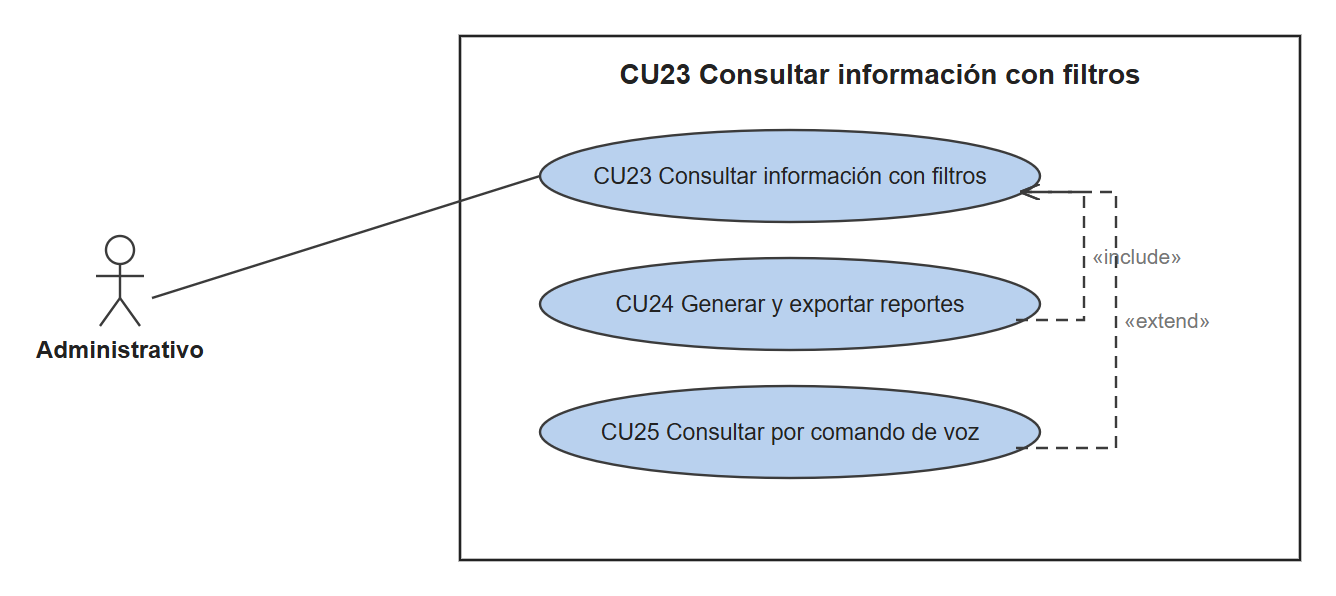 CU23 Consultar información con filtros
CU23 Consultar información con filtros
«include»
CU24 Generar y exportar reportes
«extend»
Administrativo
CU25 Consultar por comando de voz